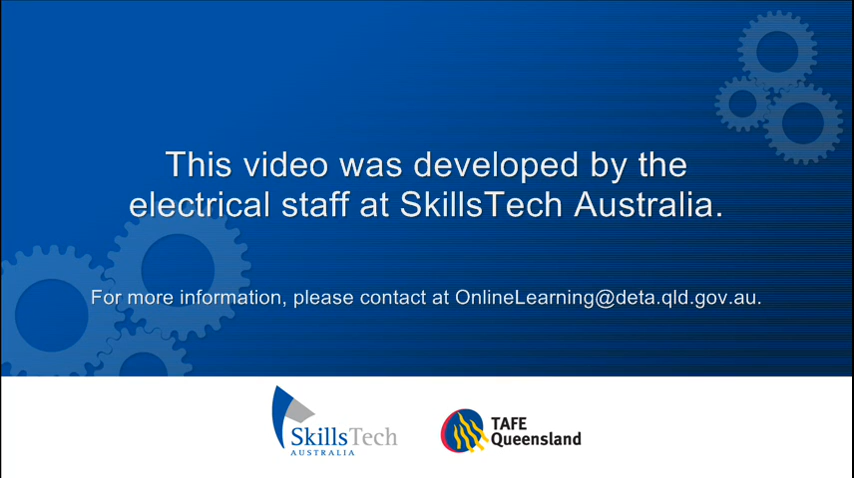 This video was developed by the
electrical staff at SkillsTech Australia.
For more information, please contact at OnlineLearning@deta.qld.gov.au.
SkillsTech
AUSTRALIA
TAFE
Queensland